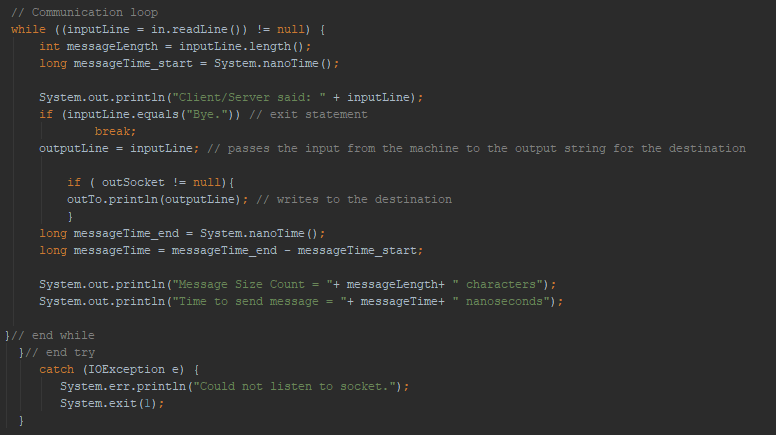 // Communication loop
while ((inputLine = in.readLine()) != null) {
int messageLength = inputLine.length();
long messageTime_start = System.nanoTime();
System.out.println("Client/Server said: " + inputLine);
if (inputLine.equals("Bye.")) // exit statement
break;
outputLine = inputLine; // passes the input from the machine to the output string for the destination
if ( outSocket != null){
outTo.println(outputLine); // writes to the destination
}
long messageTime_end = System.nanoTime();
long messageTime = messageTime_end - messageTime_start;
System.out.println("Message Size Count = "+ messageLength+ " characters");
System.out.println("Time to send message = "+ messageTime+ " nanoseconds");
}// end while
}// end try
catch (IOException e) {
System.err.println("Could not listen to socket.");
System.exit(1);
}